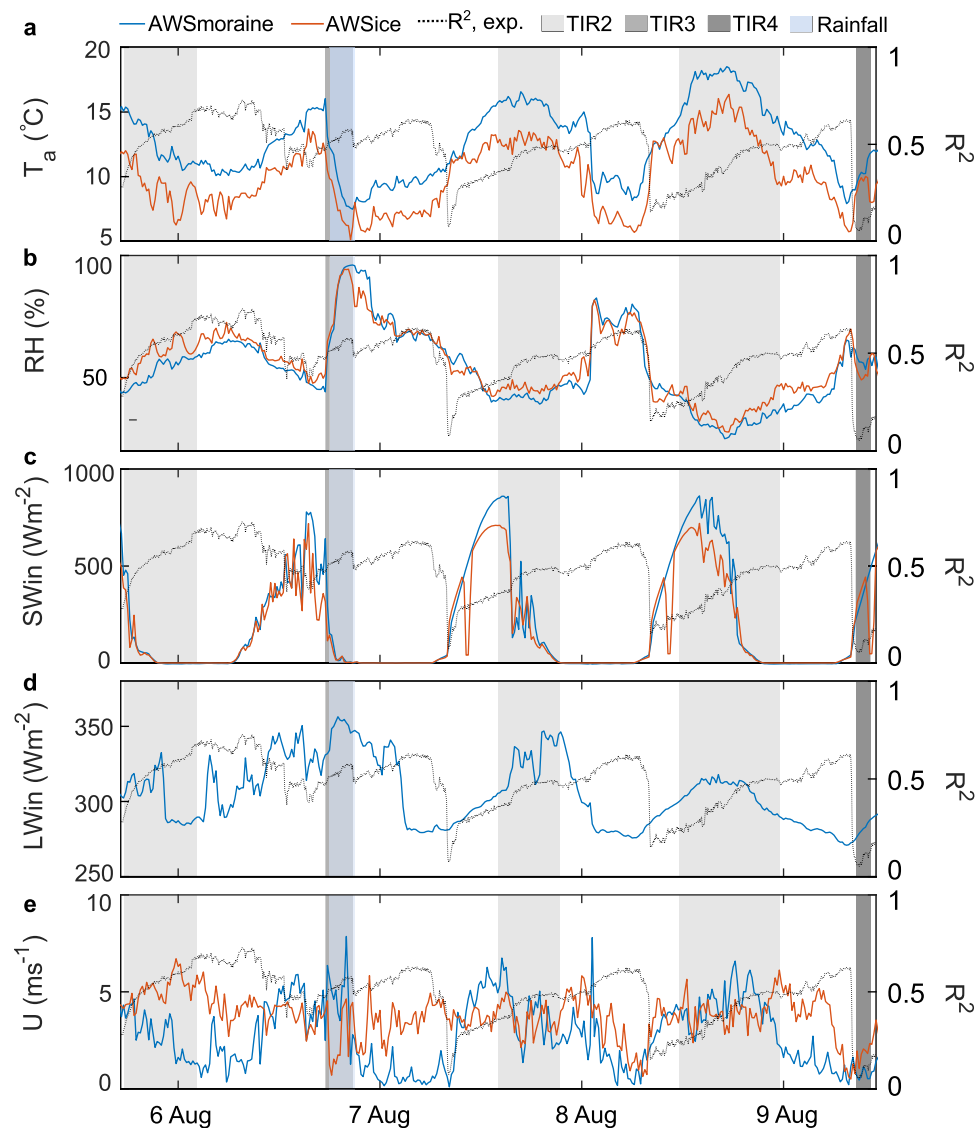 AWSmoraine AWSice R², exp. TIR2 TIR3 TIR4 Rainfall
a
20
15
10
5
Tₐ (°C)
1
0.5
0
R²
b
100
50
RH (%)
1
0.5
0
R²
c
1000
500
0
SWin (Wm⁻²)
1
0.5
0
R²
d
350
300
250
LWin (Wm⁻²)
1
0.5
0
R²
e
10
5
0
U (ms⁻¹)
1
0.5
0
R²
6 Aug 7 Aug 8 Aug 9 Aug